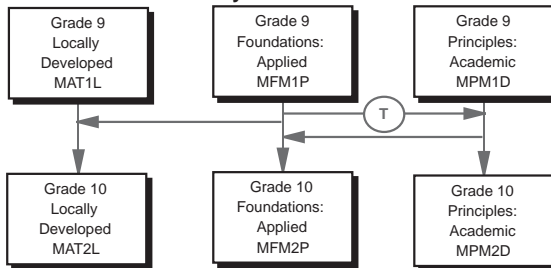 Grade 9
Locally
Developed
MAT1L
Grade 9
Foundations:
Applied
MFM1P
Grade 9
Principles:
Academic
MPM1D
T
Grade 10
Locally
Developed
MAT2L
Grade 10
Foundations:
Applied
MFM2P
Grade 10
Principles:
Academic
MPM2D